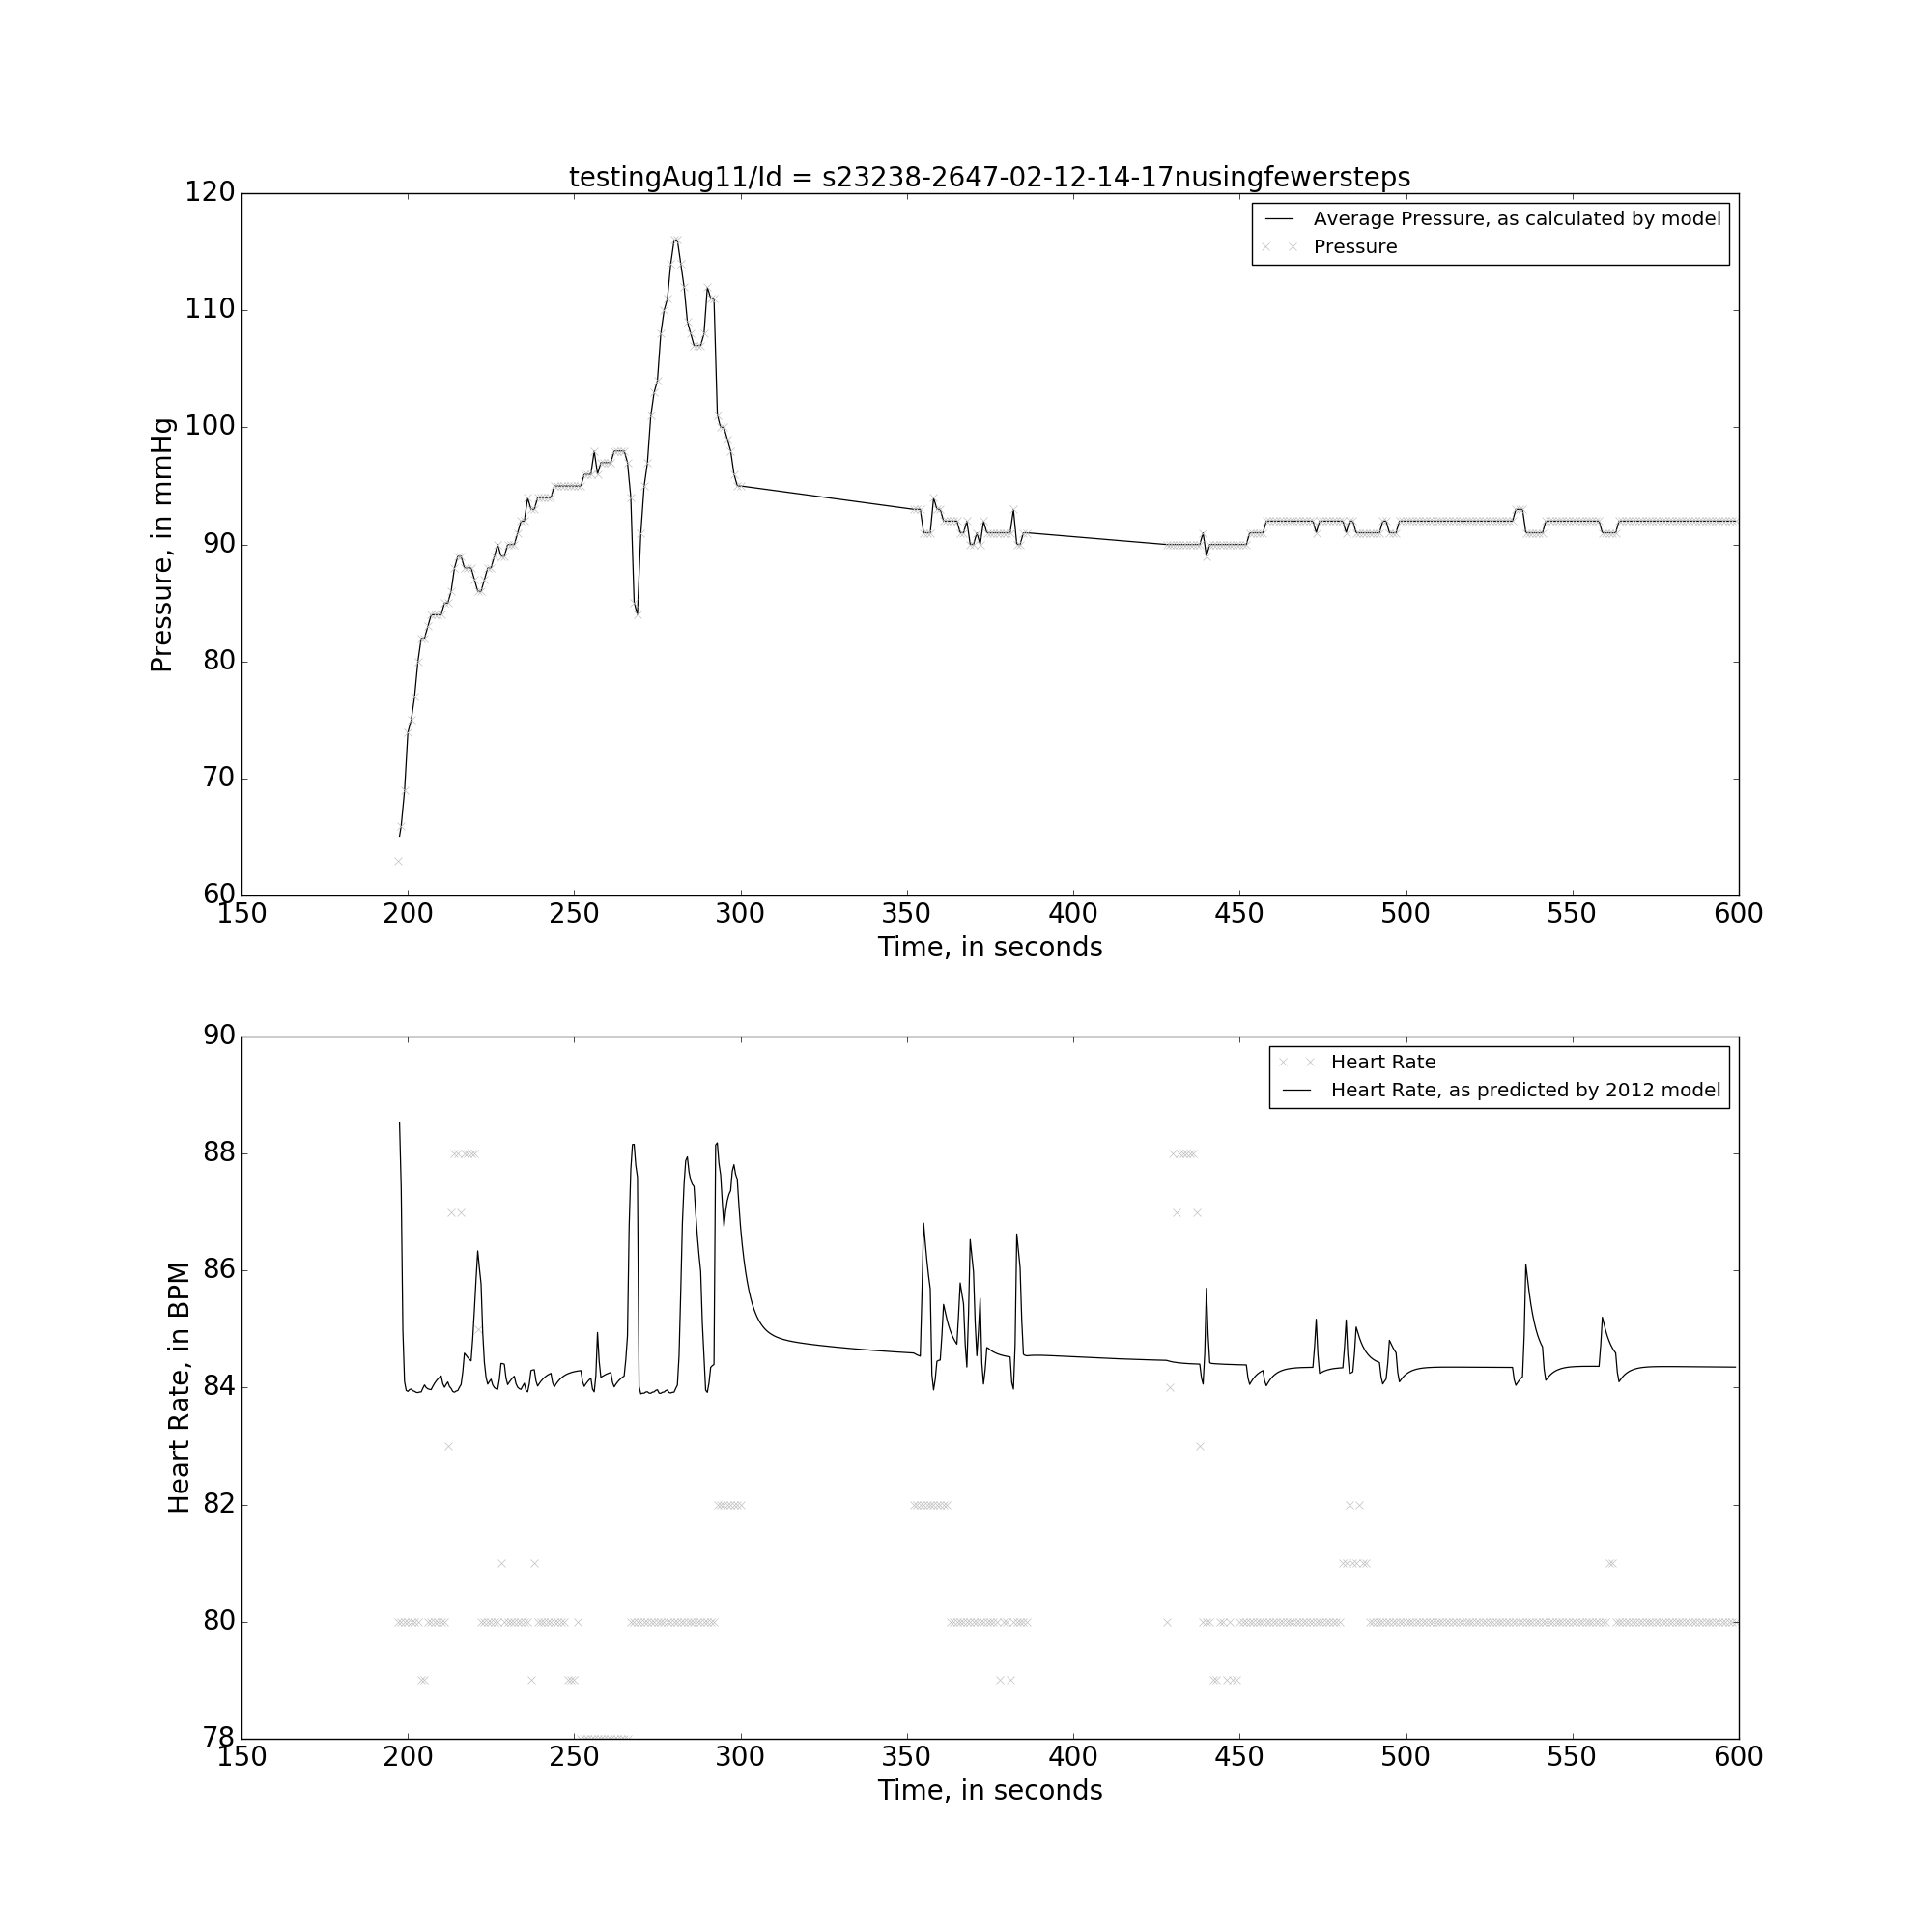 testingAug11/Id = s23238-2647-02-12-14-17nusingfewersteps
120
110
100
90
80
70
60
Pressure, in mmHg
Average Pressure, as calculated by model
Pressure
150 200 250 300 350 400 450 500 550 600
Time, in seconds
90
88
86
84
82
80
78
Heart Rate, in BPM
Heart Rate
Heart Rate, as predicted by 2012 model
150 200 250 300 350 400 450 500 550 600
Time, in seconds